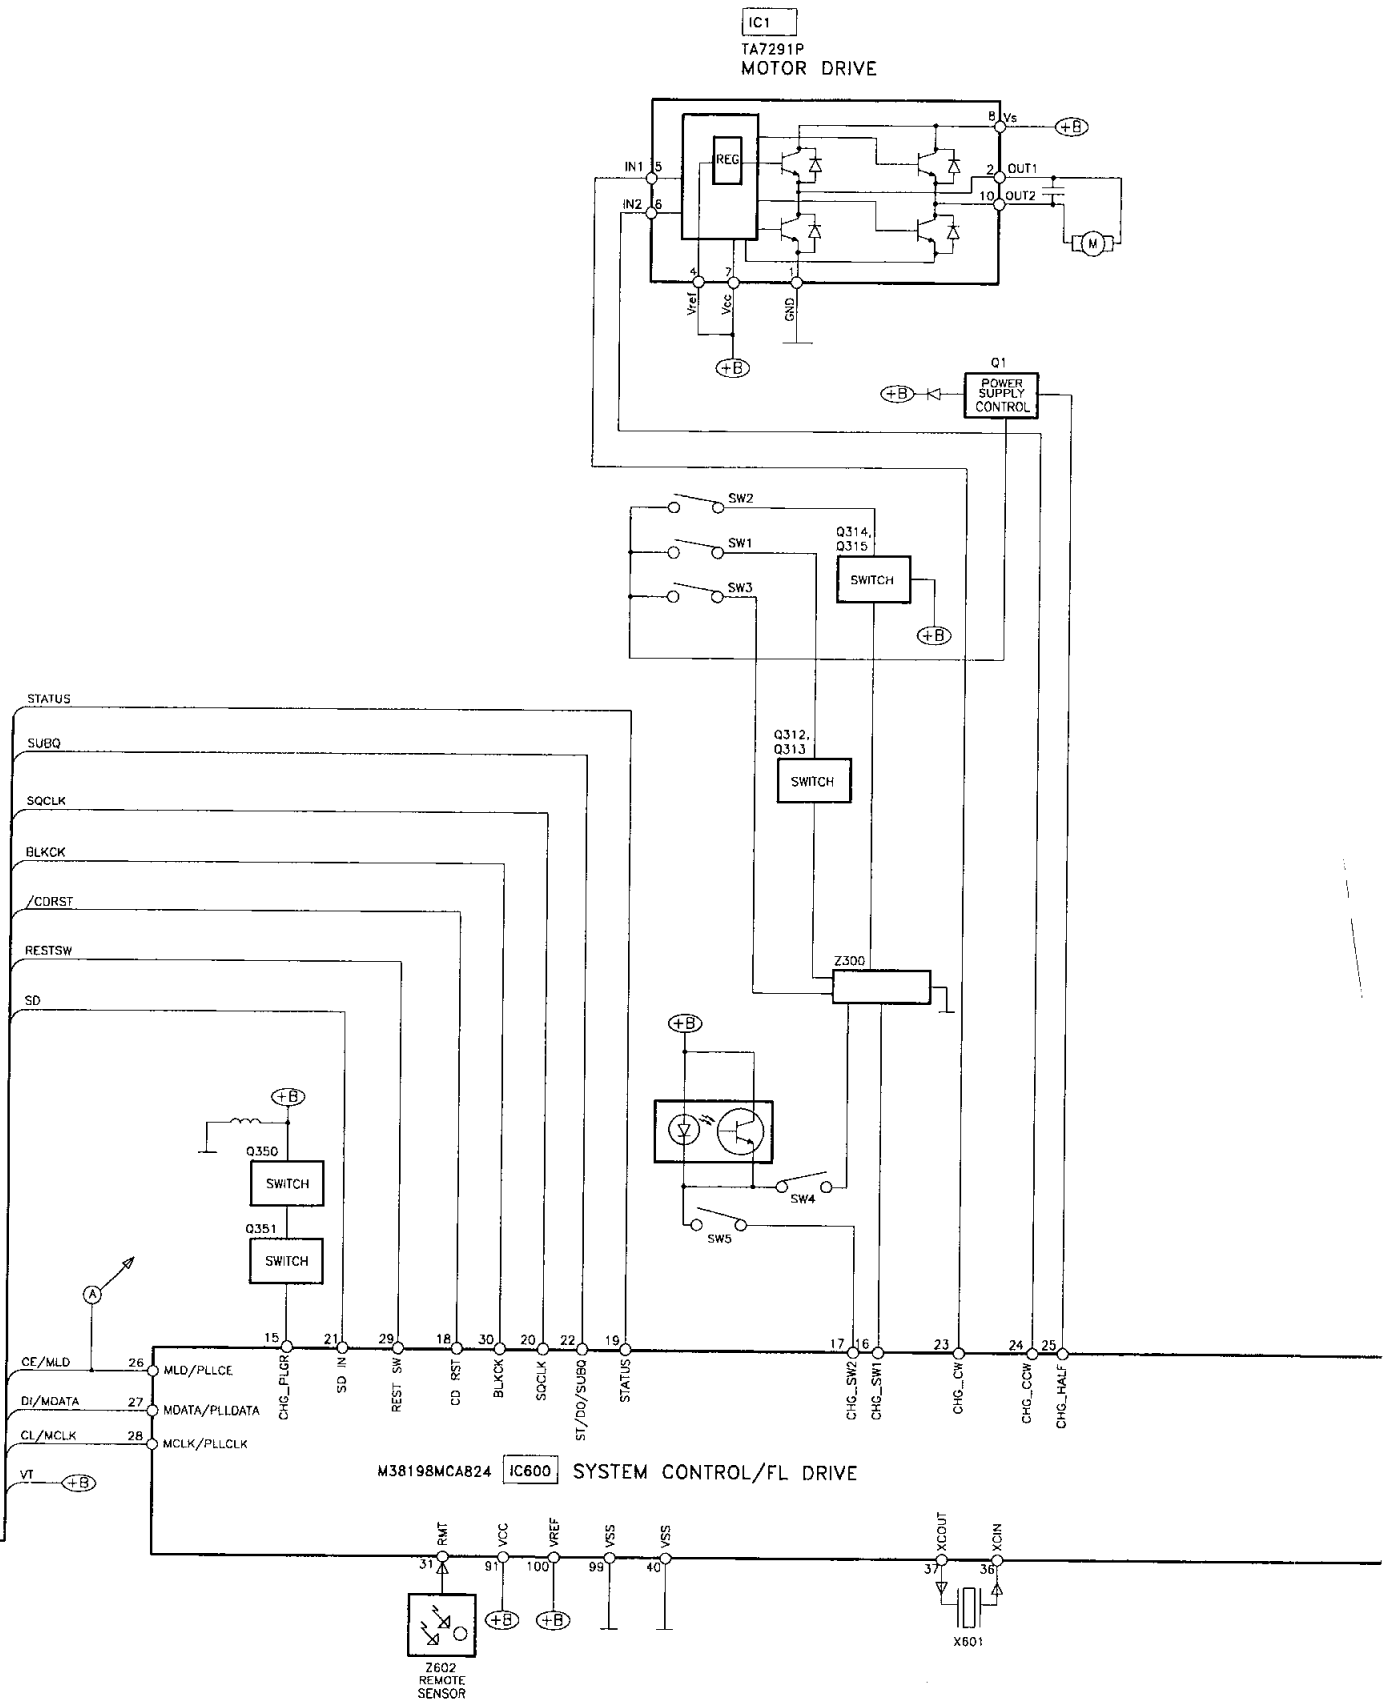 IC1
TA7291P
MOTOR DRIVE
8 Vs
+B
REG
IN1 5
2 OUT1
IN2 6
10 OUT2
M
4 7 1
Vref
Vcc
GND
+B
Q1
+B
POWER
SUPPLY
CONTROL
SW2
SW1
Q314,
Q315
SWITCH
SW3
+B
STATUS
SUBQ
Q312,
Q313
SWITCH
SQCLK
BLKCK
/CDRST
RESTSW
Z300
SD
+B
+B
Q350
SWITCH
SW4
Q351
SW5
SWITCH
A
15 21 29 18 30 20 22 19 17 16 23 24 25
CHG_PLGR
SD IN
REST SW
CD RST
BLKCK
SQCLK
ST/DO/SUBQ
STATUS
CHG_SW2
CHG_SW1
CHG_CW
CHG_CCW
CHG_HALF
CE/MLD 26 MLD/PLLCE
DI/MDATA 27 MDATA/PLLDATA
CL/MCLK 28 MCLK/PLLCLK
VT +B
M38198MCA824 IC600 SYSTEM CONTROL/FL DRIVE
RMT
VCC
VREF
VSS
VSS
XCOUT
XCIN
31 91 100 99 40 37 36
+B +B
X601
Z602
REMOTE
SENSOR